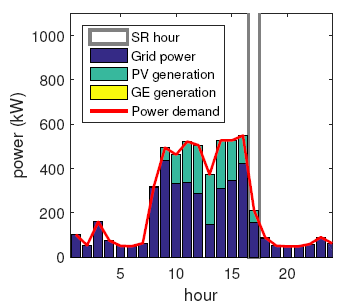 1000
800
600
400
200
0
power (kW)
SR hour
Grid power
PV generation
GE generation
Power demand
5
10
15
20
hour